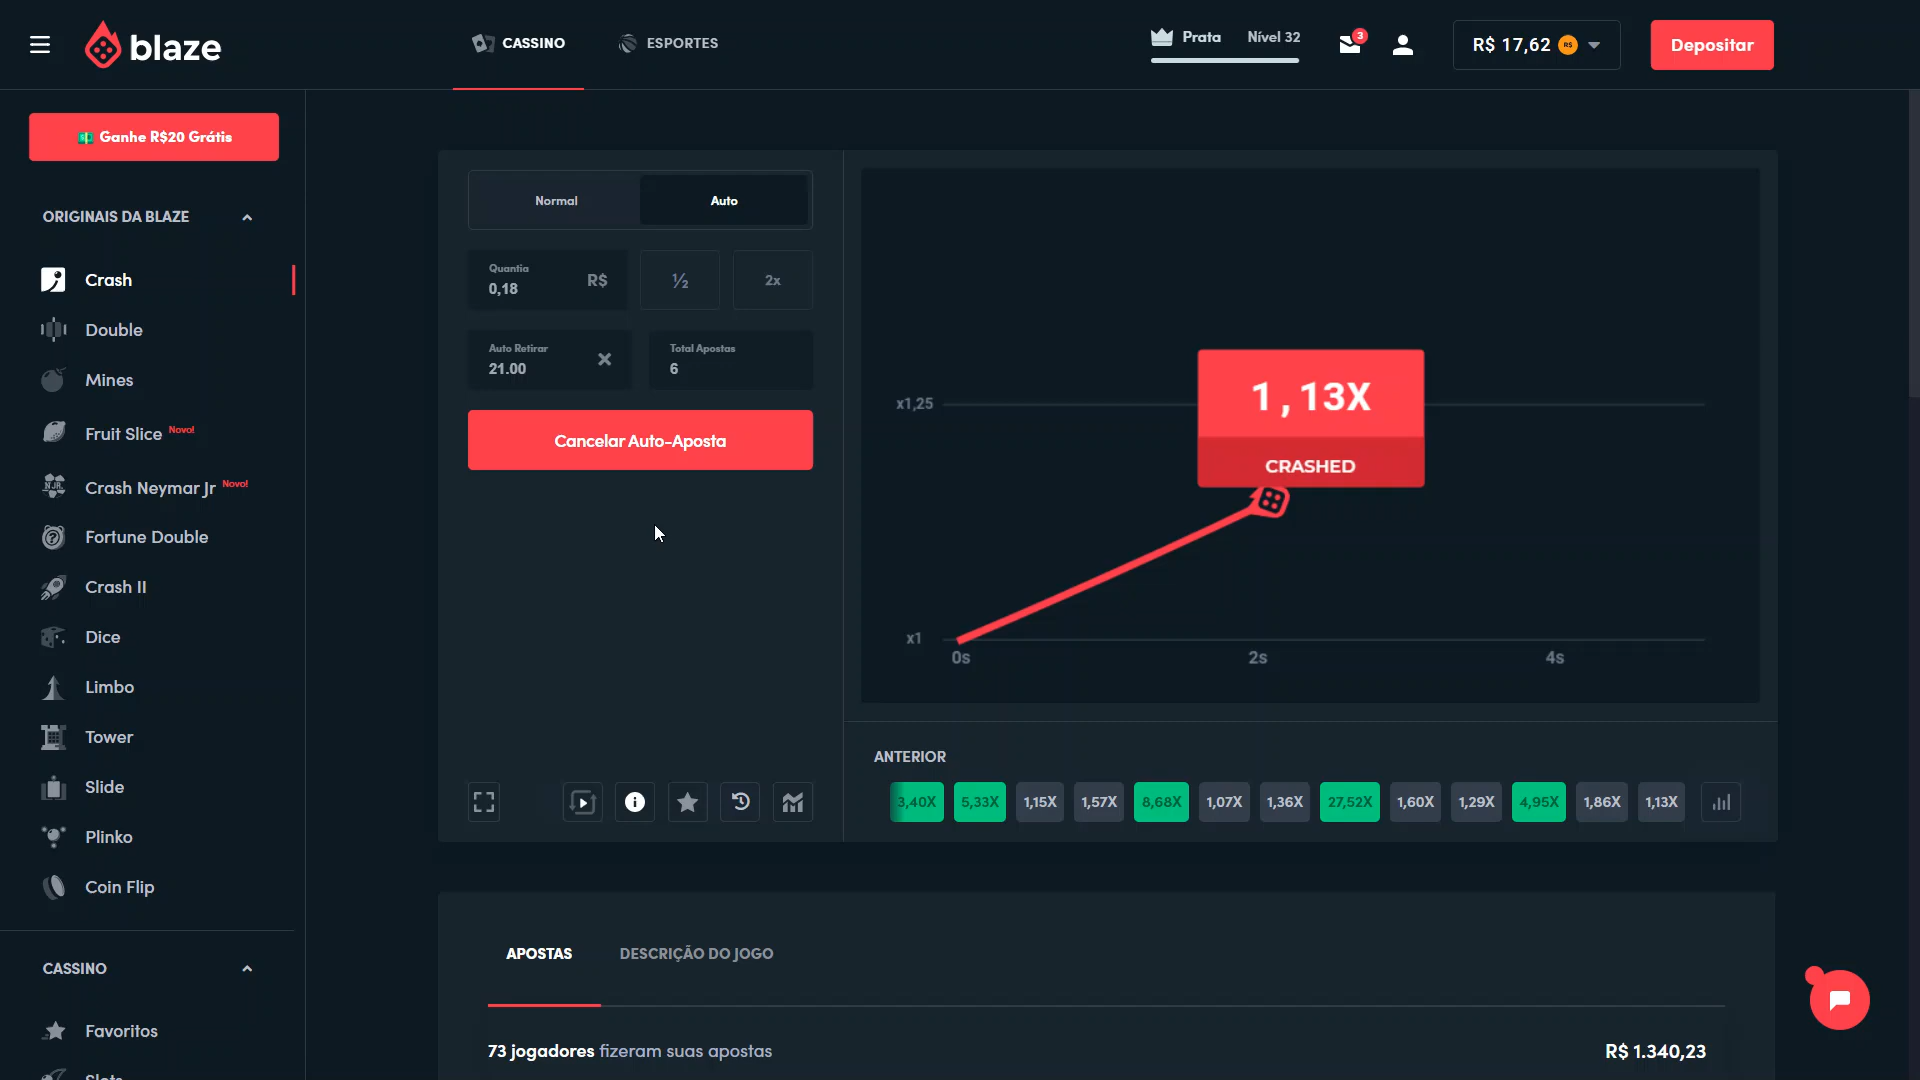 blaze
CASSINO
ESPORTES
Prata
Nível 32
3
R$ 17,62
R$
Depositar
Ganhe R$20 Grátis
ORIGINAIS DA BLAZE
Crash
Double
Mines
Fruit Slice Novo!
Crash Neymar Jr Novo!
Fortune Double
Crash II
Dice
Limbo
Tower
Slide
Plinko
Coin Flip
CASSINO
Favoritos
Slots
Normal
Auto
Quantia
0,18
R$
½
2x
Auto Retirar
21.00
Total Apostas
6
Cancelar Auto-Aposta
x1,25
1,13X
CRASHED
x1
0s
2s
4s
ANTERIOR
3,40X
5,33X
1,15X
1,57X
8,68X
1,07X
1,36X
27,52X
1,60X
1,29X
4,95X
1,86X
1,13X
APOSTAS
DESCRIÇÃO DO JOGO
73 jogadores fizeram suas apostas
R$ 1.340,23